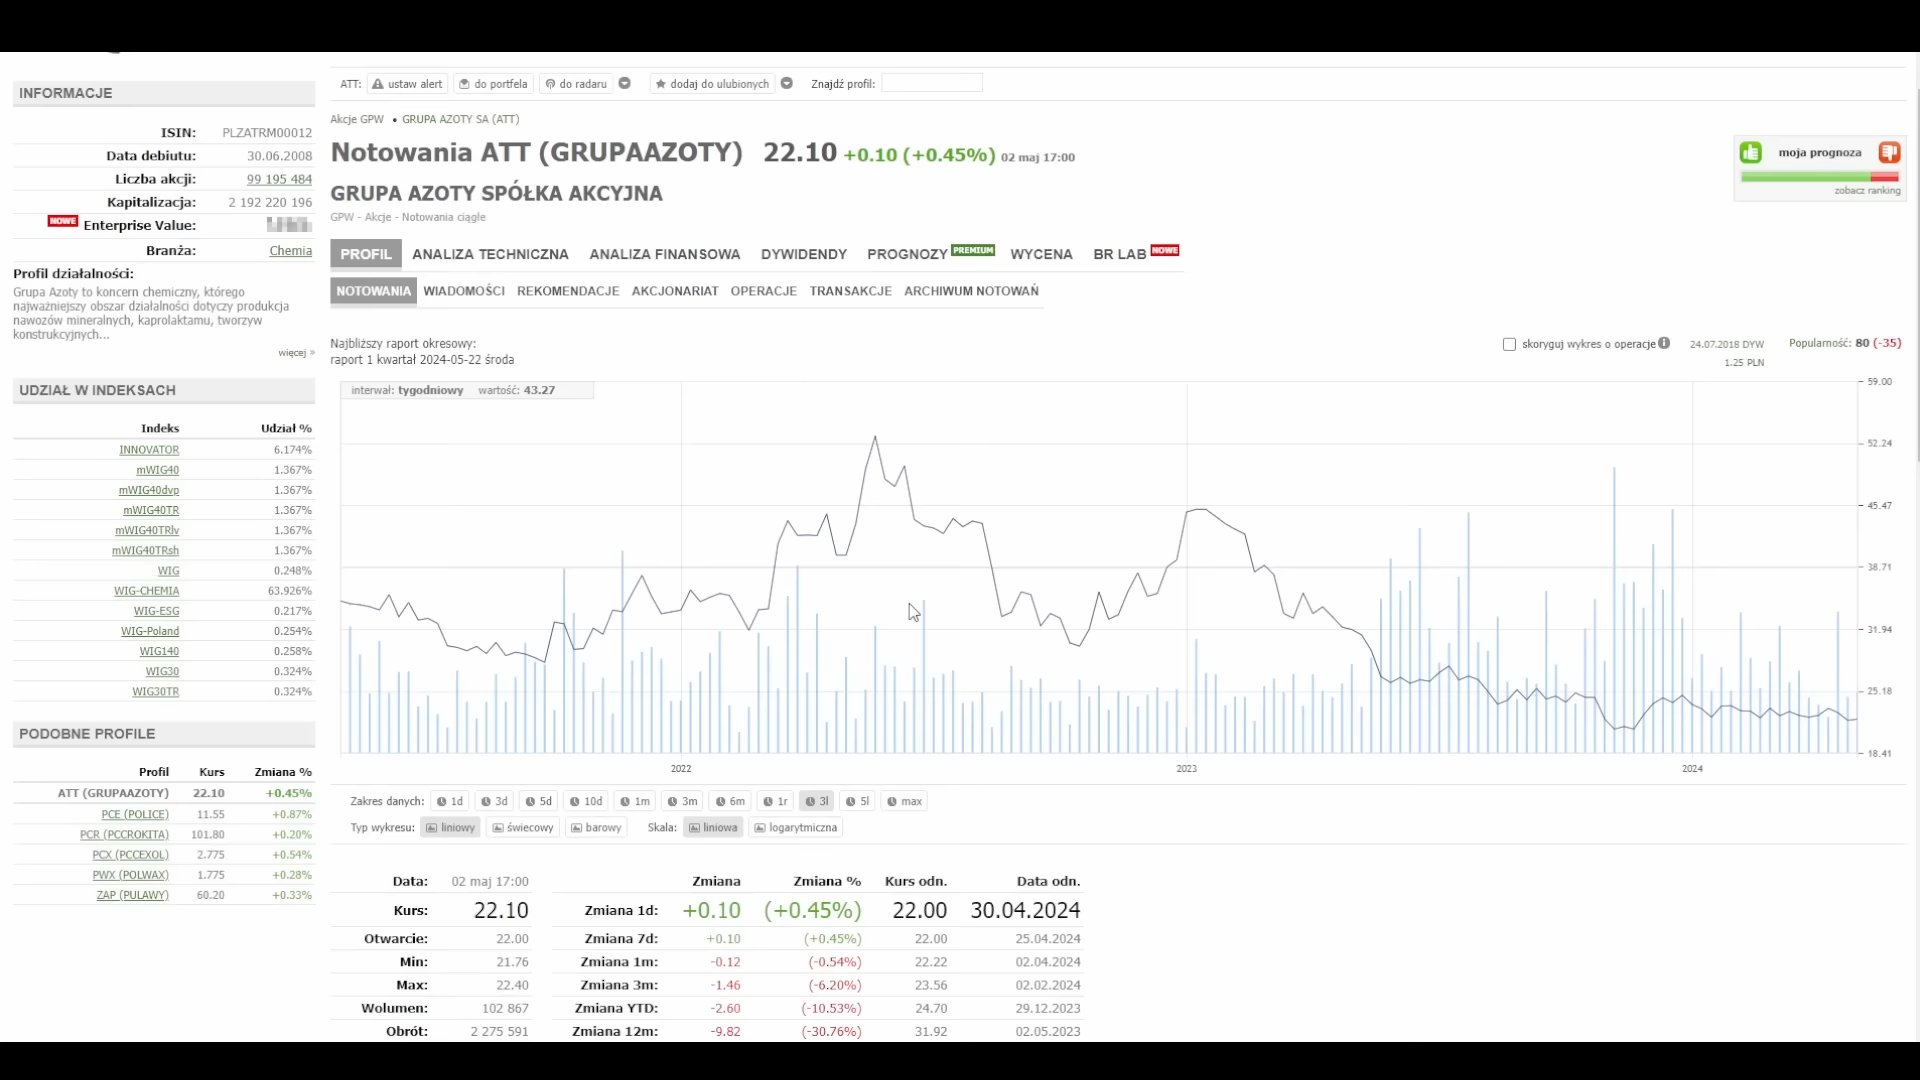 INFORMACJE
ISIN: PLZATRM00012
Data debiutu: 30.06.2008
Liczba akcji: 99 195 484
Kapitalizacja: 2 192 220 196
NOWE Enterprise Value:
Branża: Chemia
Profil działalności:
Grupa Azoty to koncern chemiczny, którego
najważniejszy obszar działalności dotyczy produkcja
nawozów mineralnych, kaprolaktamu, tworzyw
konstrukcyjnych...
więcej »
UDZIAŁ W INDEKSACH
Indeks Udział %
INNOVATOR 6.174%
mWIG40 1.367%
mWIG40dvp 1.367%
mWIG40TR 1.367%
mWIG40TRlv 1.367%
mWIG40TRsh 1.367%
WIG 0.248%
WIG-CHEMIA 63.926%
WIG-ESG 0.217%
WIG-Poland 0.254%
WIG140 0.258%
WIG30 0.324%
WIG30TR 0.324%
PODOBNE PROFILE
Profil Kurs Zmiana %
ATT (GRUPAAZOTY) 22.10 +0.45%
PCE (POLICE) 11.55 +0.87%
PCR (PCCROKITA) 101.80 +0.20%
PCX (PCCEXOL) 2.775 +0.54%
PWX (POLWAX) 1.775 +0.28%
ZAP (PULAWY) 60.20 +0.33%
ATT: ustaw alert do portfela do radaru dodaj do ulubionych Znajdź profil:
Akcje GPW • GRUPA AZOTY SA (ATT)
Notowania ATT (GRUPAAZOTY) 22.10 +0.10 (+0.45%) 02 maj 17:00
GRUPA AZOTY SPÓŁKA AKCYJNA
GPW - Akcje - Notowania ciągłe
moja prognoza
zobacz ranking
PROFIL ANALIZA TECHNICZNA ANALIZA FINANSOWA DYWIDENDY PROGNOZY PREMIUM WYCENA BR LAB NOWE
NOTOWANIA WIADOMOŚCI REKOMENDACJE AKCJONARIAT OPERACJE TRANSAKCJE ARCHIWUM NOTOWAŃ
Najbliższy raport okresowy:
raport 1 kwartał 2024-05-22 środa
skoryguj wykres o operacje 24.07.2018 DYW Popularność: 80 (-35)
1.25 PLN
interwał: tygodniowy wartość: 43.27
59.00
52.24
45.47
38.71
31.94
25.18
18.41
2022 2023 2024
Zakres danych: 1d 3d 5d 10d 1m 3m 6m 1r 3l 5l max
Typ wykresu: liniowy świecowy barowy Skala: liniowa logarytmiczna
Data: 02 maj 17:00
Kurs: 22.10
Otwarcie: 22.00
Min: 21.76
Max: 22.40
Wolumen: 102 867
Obrót: 2 275 591
Zmiana Zmiana % Kurs odn. Data odn.
Zmiana 1d: +0.10 (+0.45%) 22.00 30.04.2024
Zmiana 7d: +0.10 (+0.45%) 22.00 25.04.2024
Zmiana 1m: -0.12 (-0.54%) 22.22 02.04.2024
Zmiana 3m: -1.46 (-6.20%) 23.56 02.02.2024
Zmiana YTD: -2.60 (-10.53%) 24.70 29.12.2023
Zmiana 12m: -9.82 (-30.76%) 31.92 02.05.2023